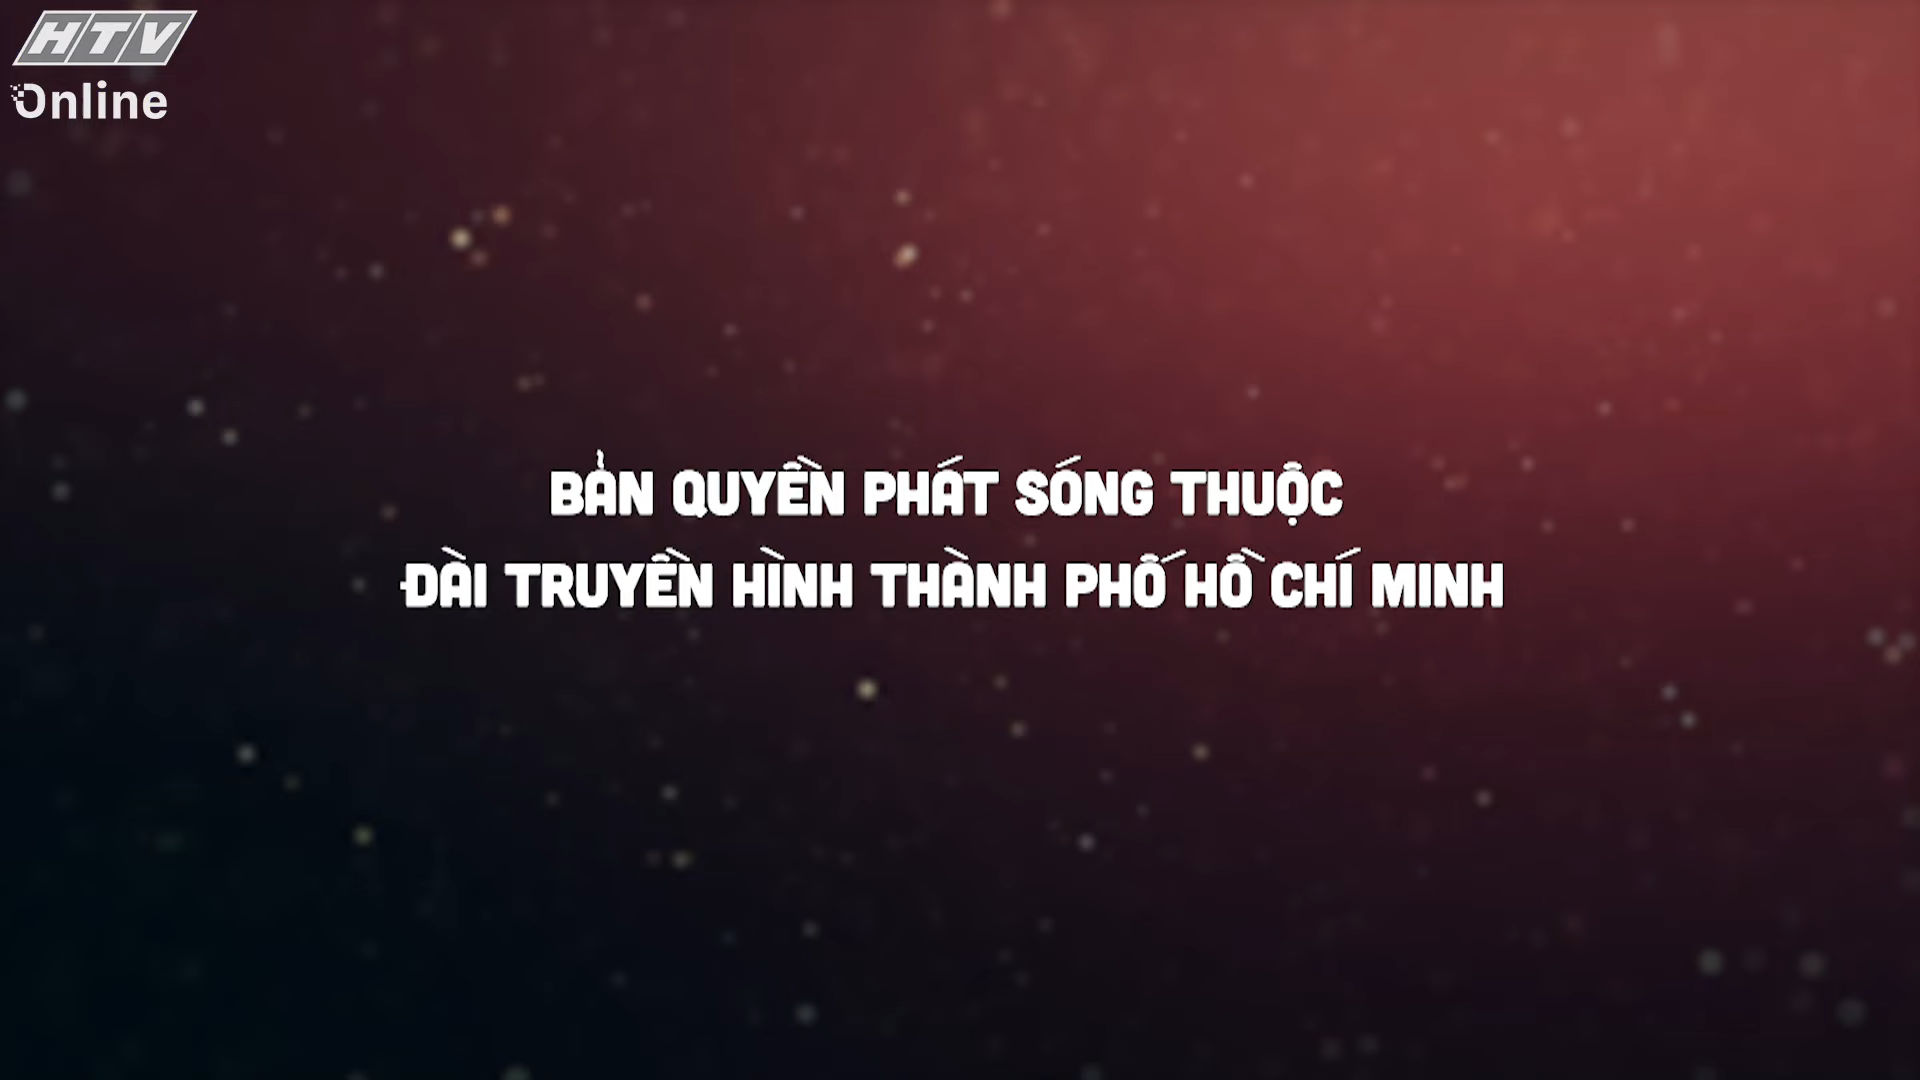 HTV
Online
BẢN QUYỀN PHÁT SÓNG THUỘC
ĐÀI TRUYỀN HÌNH THÀNH PHỐ HỒ CHÍ MINH